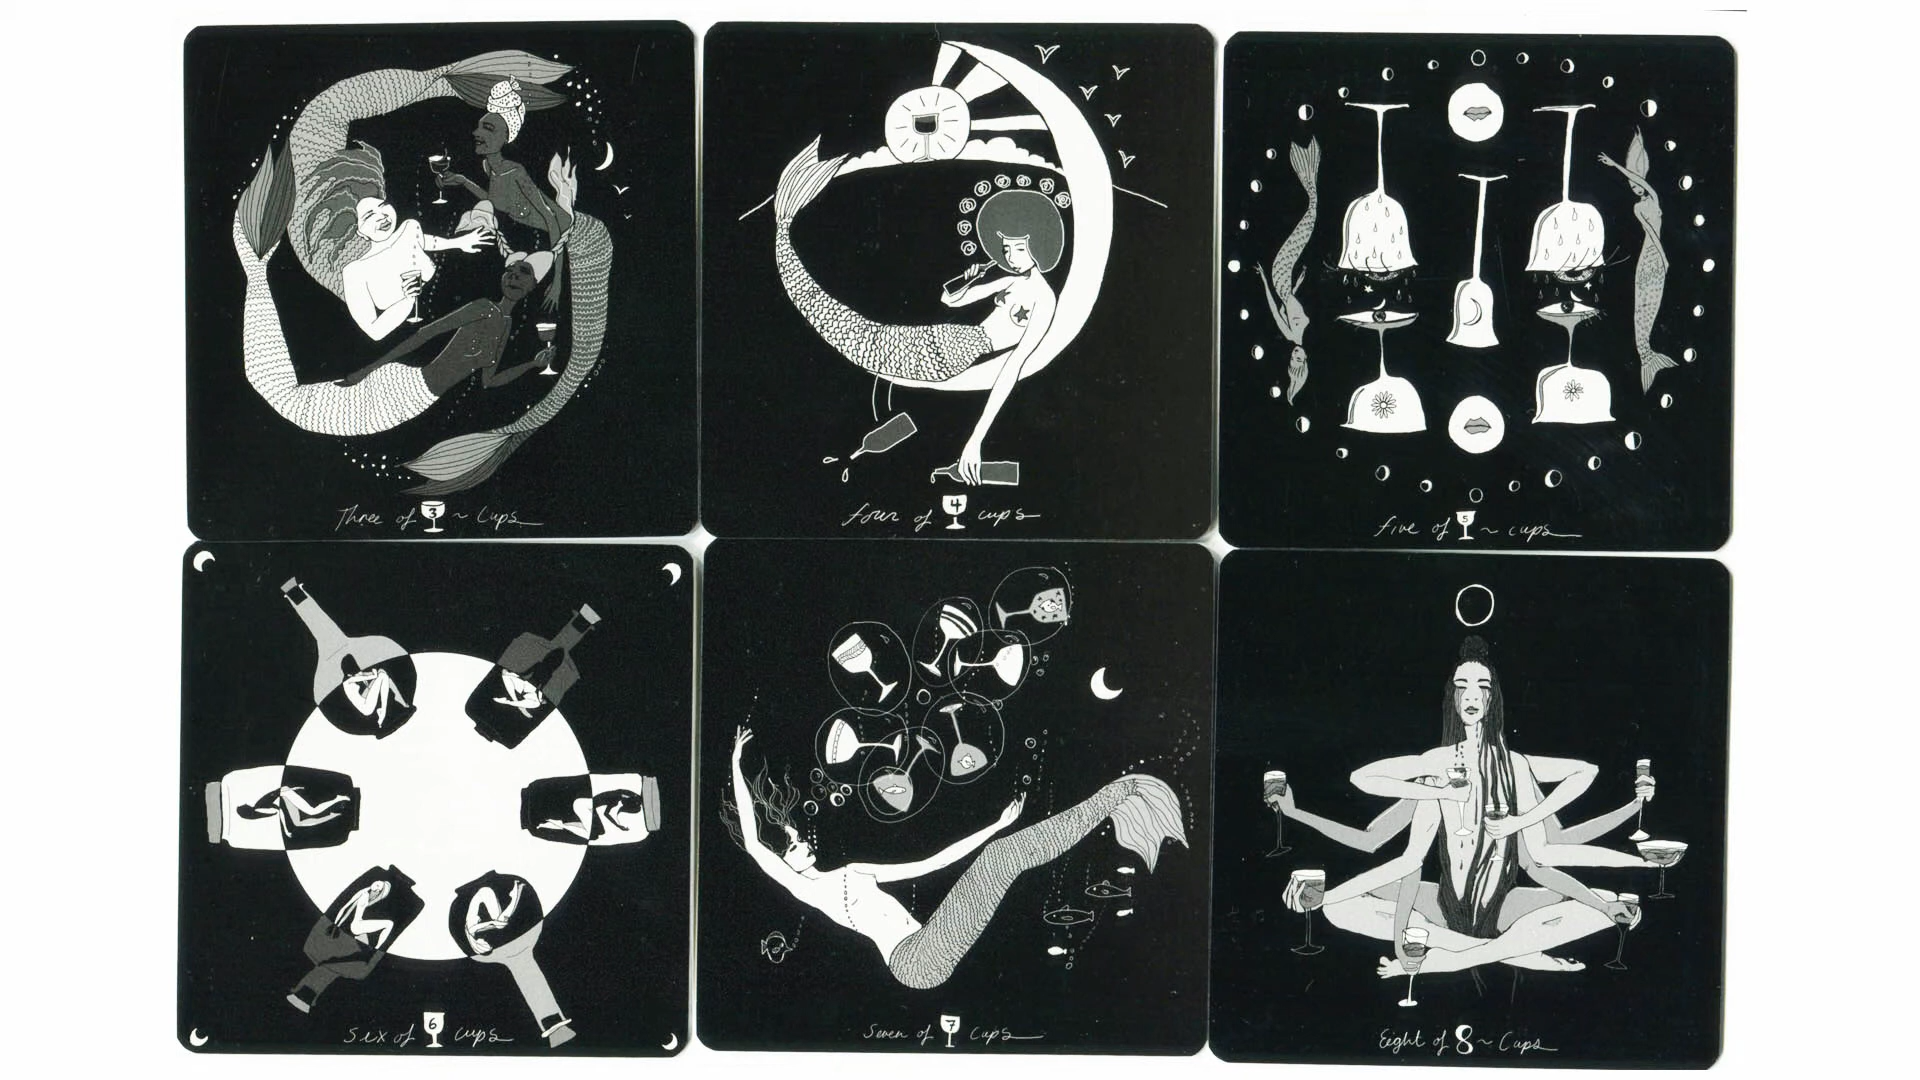 Three of 3 ~ Cups
four of 4 cups
five of 5 ~ cups
six of 6 cups
Seven of 7 Cups
Eight of 8 ~ Cups